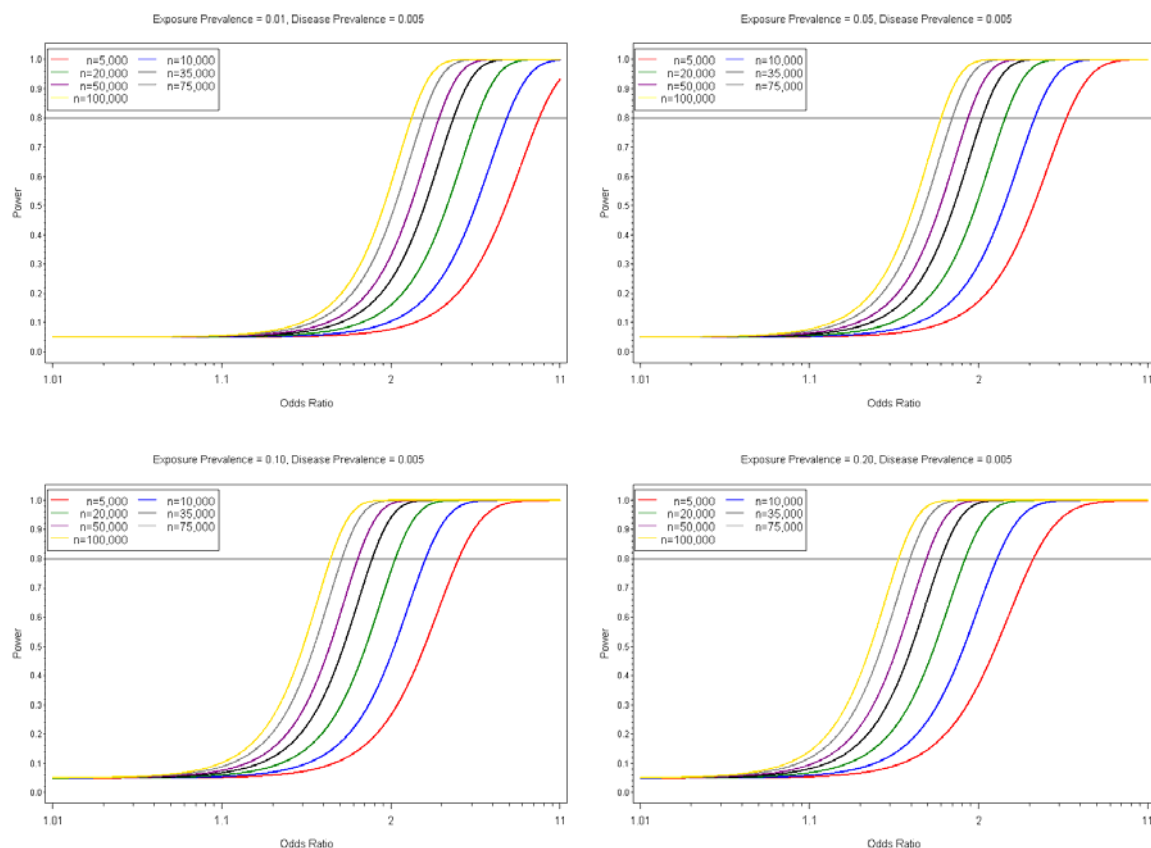 Exposure Prevalence = 0.01, Disease Prevalence = 0.005
n=5,000 n=10,000
n=20,000 n=35,000
n=50,000 n=75,000
n=100,000
1.0
0.9
0.8
0.7
0.6
0.5
0.4
0.3
0.2
0.1
0.0
Power
1.01 1.1 2 11
Odds Ratio
Exposure Prevalence = 0.05, Disease Prevalence = 0.005
n=5,000 n=10,000
n=20,000 n=35,000
n=50,000 n=75,000
n=100,000
1.0
0.9
0.8
0.7
0.6
0.5
0.4
0.3
0.2
0.1
0.0
Power
1.01 1.1 2 11
Odds Ratio
Exposure Prevalence = 0.10, Disease Prevalence = 0.005
n=5,000 n=10,000
n=20,000 n=35,000
n=50,000 n=75,000
n=100,000
1.0
0.9
0.8
0.7
0.6
0.5
0.4
0.3
0.2
0.1
0.0
Power
1.01 1.1 2 11
Odds Ratio
Exposure Prevalence = 0.20, Disease Prevalence = 0.005
n=5,000 n=10,000
n=20,000 n=35,000
n=50,000 n=75,000
n=100,000
1.0
0.9
0.8
0.7
0.6
0.5
0.4
0.3
0.2
0.1
0.0
Power
1.01 1.1 2 11
Odds Ratio